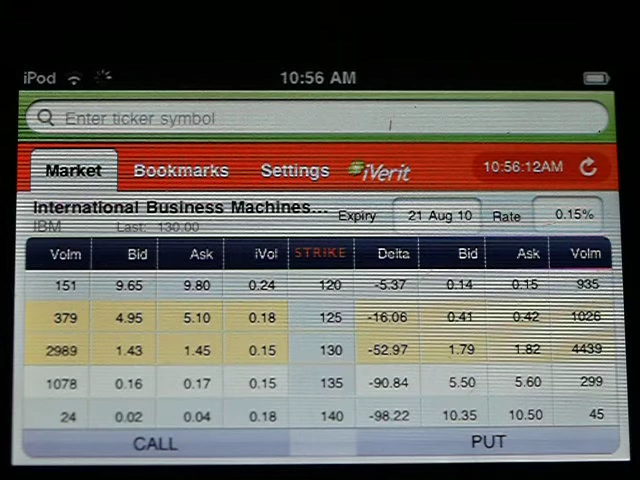 iPod 10:56 AM
Enter ticker symbol
Market Bookmarks Settings iVerit 10:56:12AM
International Business Machines... Expiry 21 Aug 10 Rate 0.15%
IBM Last: 130.00
Volm Bid Ask iVol STRIKE Delta Bid Ask Volm
151 9.65 9.80 0.24 120 -5.37 0.14 0.15 935
379 4.95 5.10 0.18 125 -16.06 0.41 0.42 1026
2989 1.43 1.45 0.15 130 -52.97 1.79 1.82 4439
1078 0.16 0.17 0.15 135 -90.84 5.50 5.60 299
24 0.02 0.04 0.18 140 -98.22 10.35 10.50 45
CALL PUT